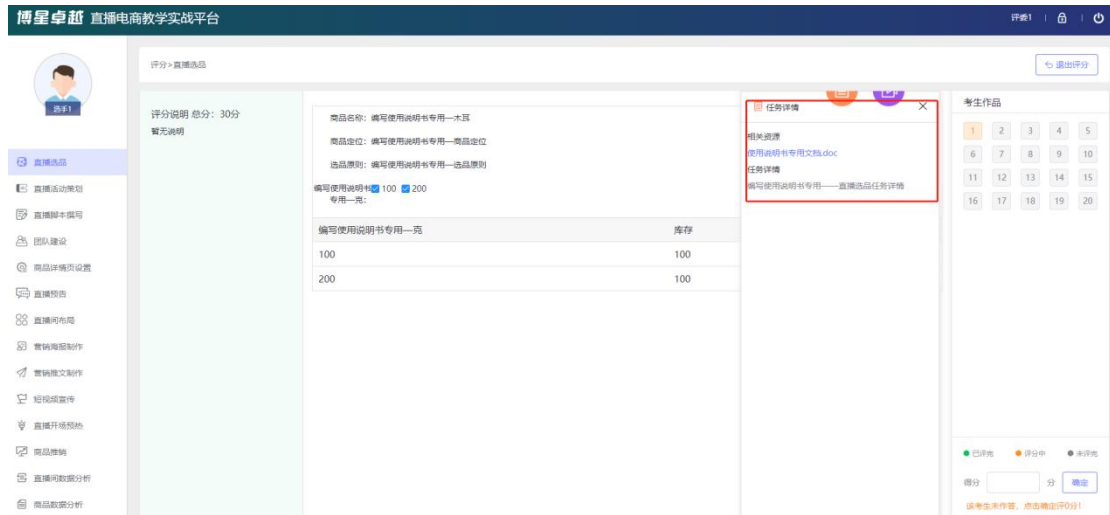 博星卓越 直播电商教学实战平台
评委1
选手1
直播选品
直播活动策划
直播脚本撰写
团队建设
商品详情页设置
直播预告
直播间布局
营销海报制作
营销推文制作
短视频宣传
直播开场预热
商品推销
直播间数据分析
商品数据分析
评分>直播选品
退出评分
评分说明 总分：30分
暂无说明
商品名称：编写使用说明书专用—木耳
商品定位：编写使用说明书专用—商品定位
选品原则：编写使用说明书专用—选品原则
编写使用说明书 100 200
专用—克：
编写使用说明书专用—克 库存
100 100
200 100
任务详情
相关资源
使用说明书专用文档.doc
任务详情
编写使用说明书专用——直播选品任务详情
考生作品
1 2 3 4 5
6 7 8 9 10
11 12 13 14 15
16 17 18 19 20
已评完 评分中 未评完
得分 分 确定
该考生未作答，点击确定评0分！